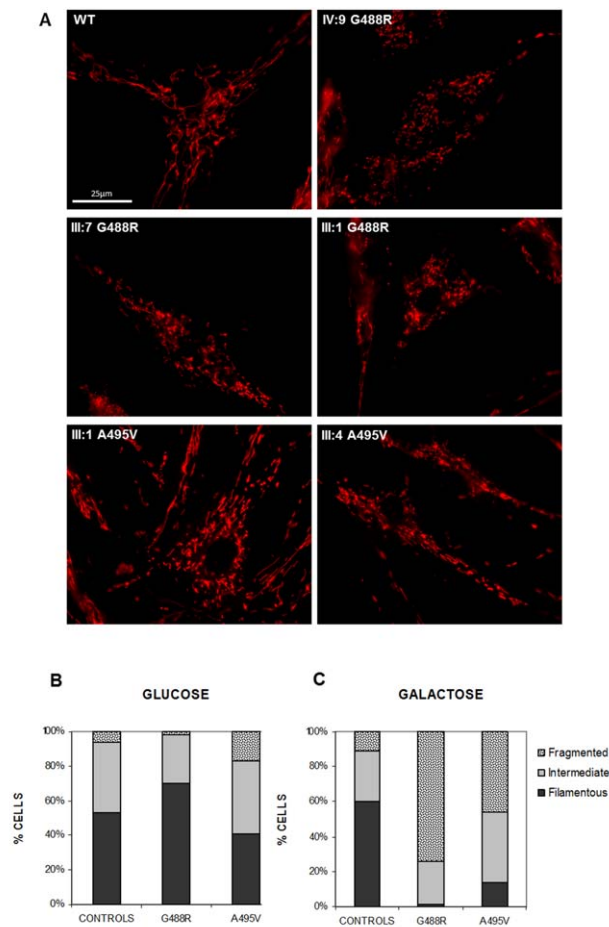 A
WT
IV:9 G488R
25µm
III:7 G488R
III:1 G488R
III:1 A495V
III:4 A495V
B
GLUCOSE
100%
80%
60%
40%
20%
0%
% CELLS
CONTROLS
G488R
A495V
C
GALACTOSE
100%
80%
60%
40%
20%
0%
% CELLS
CONTROLS
G488R
A495V
Fragmented
Intermediate
Filamentous